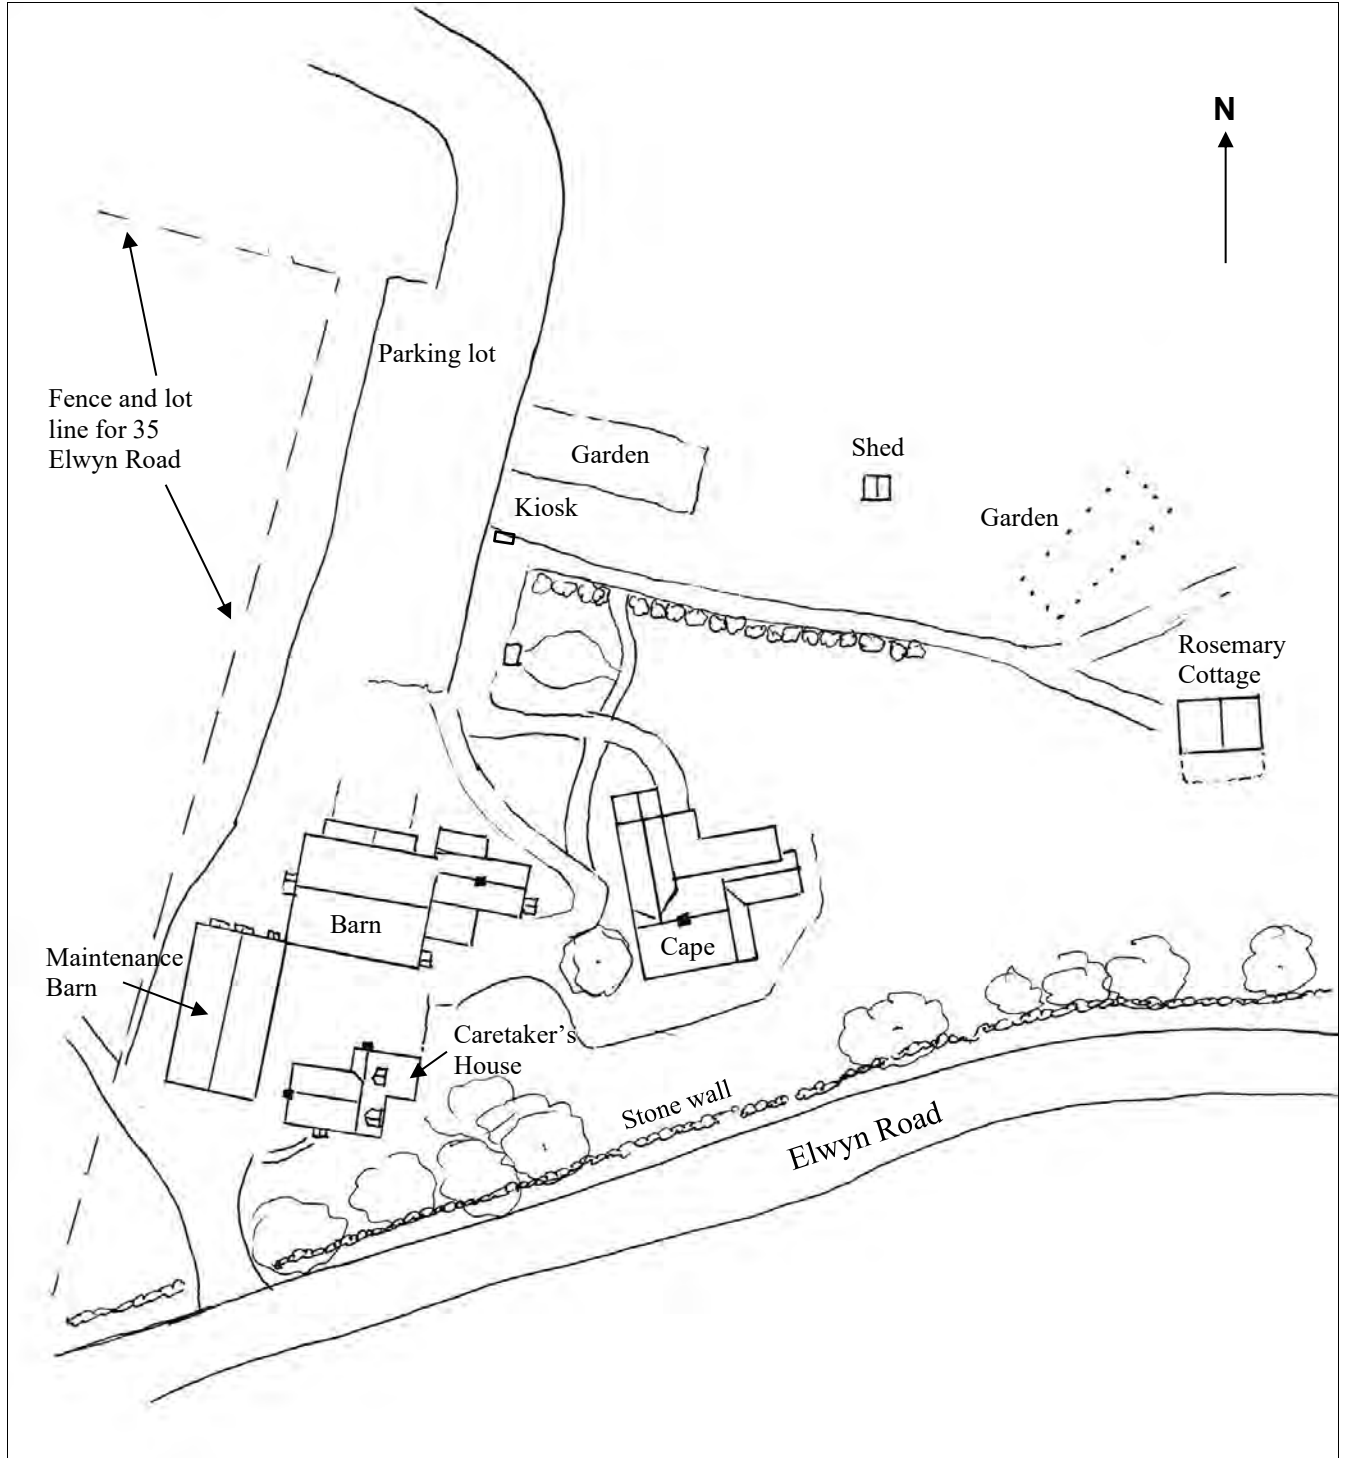 N
Parking lot
Fence and lot
line for 35
Elwyn Road
Garden
Shed
Kiosk
Garden
Rosemary
Cottage
Barn
Cape
Maintenance
Barn
Caretaker's
House
Stone wall
Elwyn Road